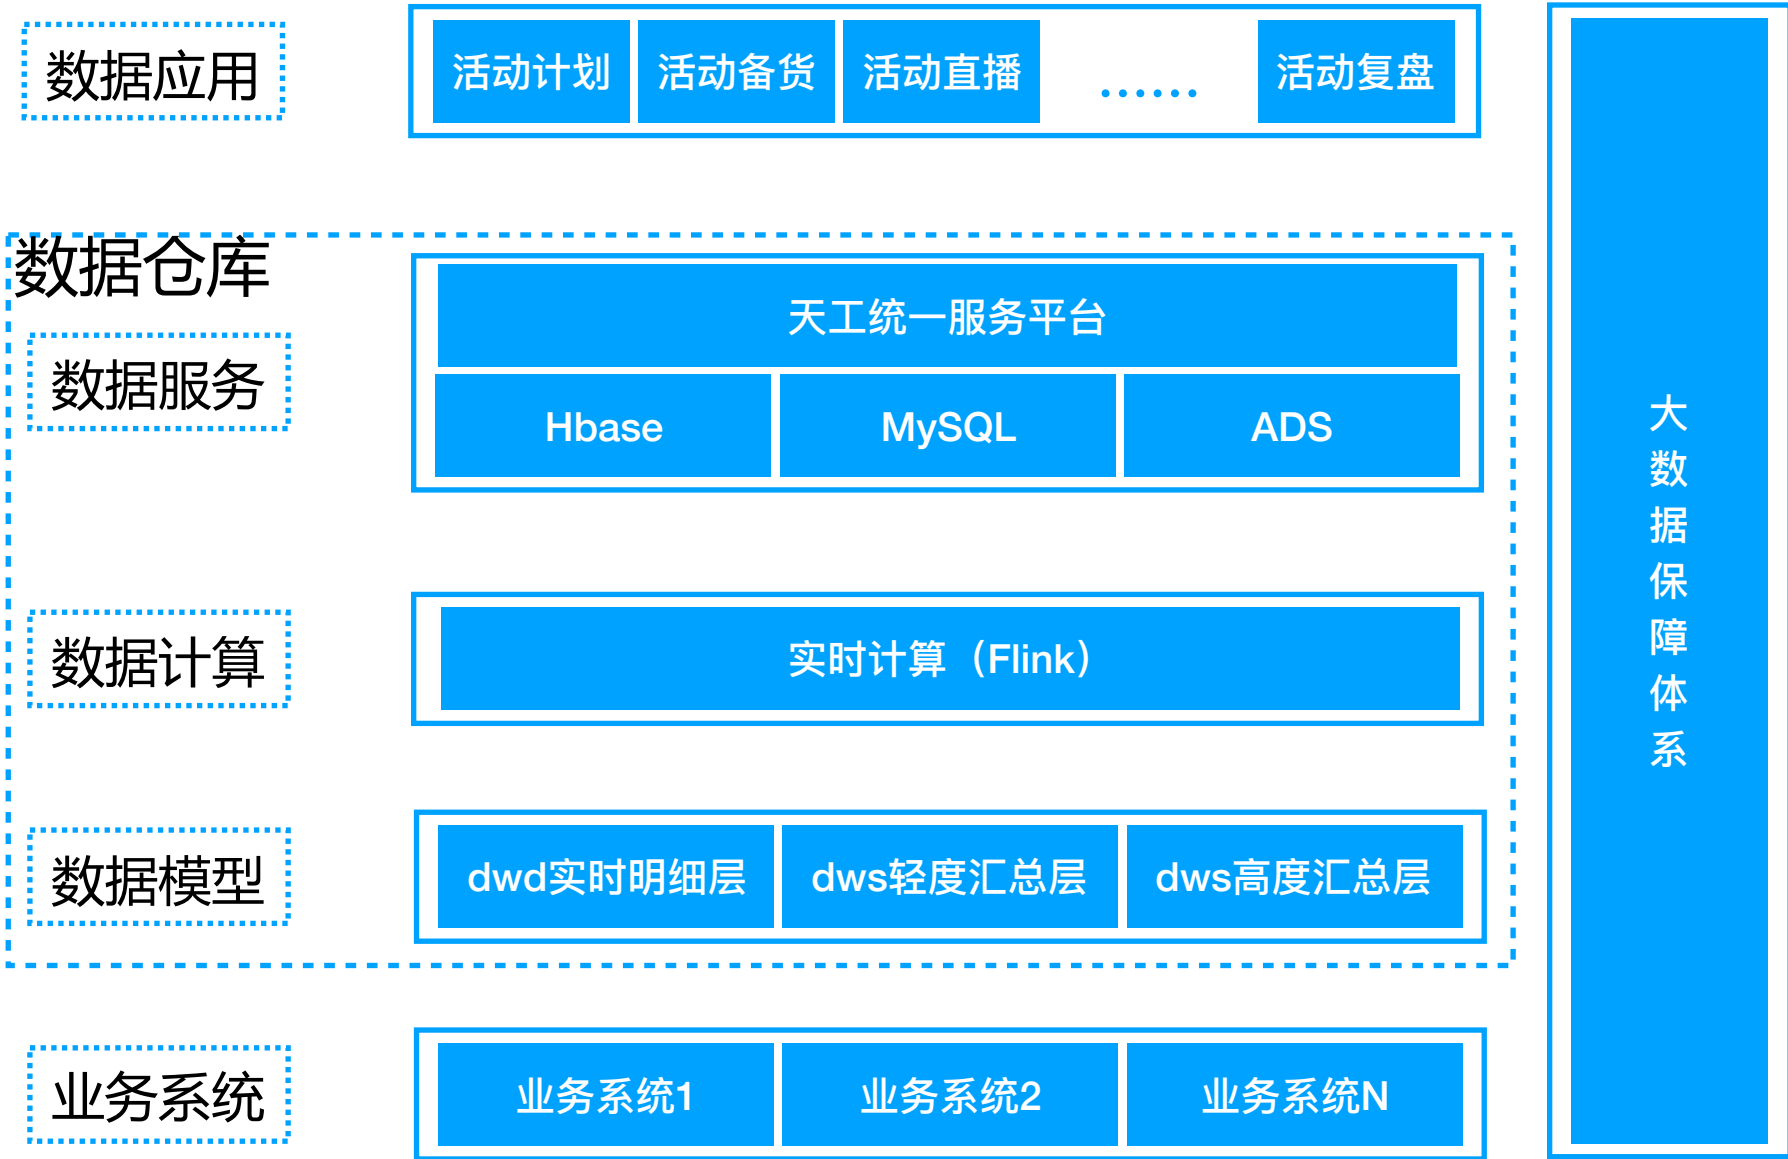 数据应用
活动计划
活动备货
活动直播
......
活动复盘
数据仓库
数据服务
天工统一服务平台
Hbase
MySQL
ADS
数据计算
实时计算（Flink）
数据模型
dwd实时明细层
dws轻度汇总层
dws高度汇总层
业务系统
业务系统1
业务系统2
业务系统N
大数据保障体系